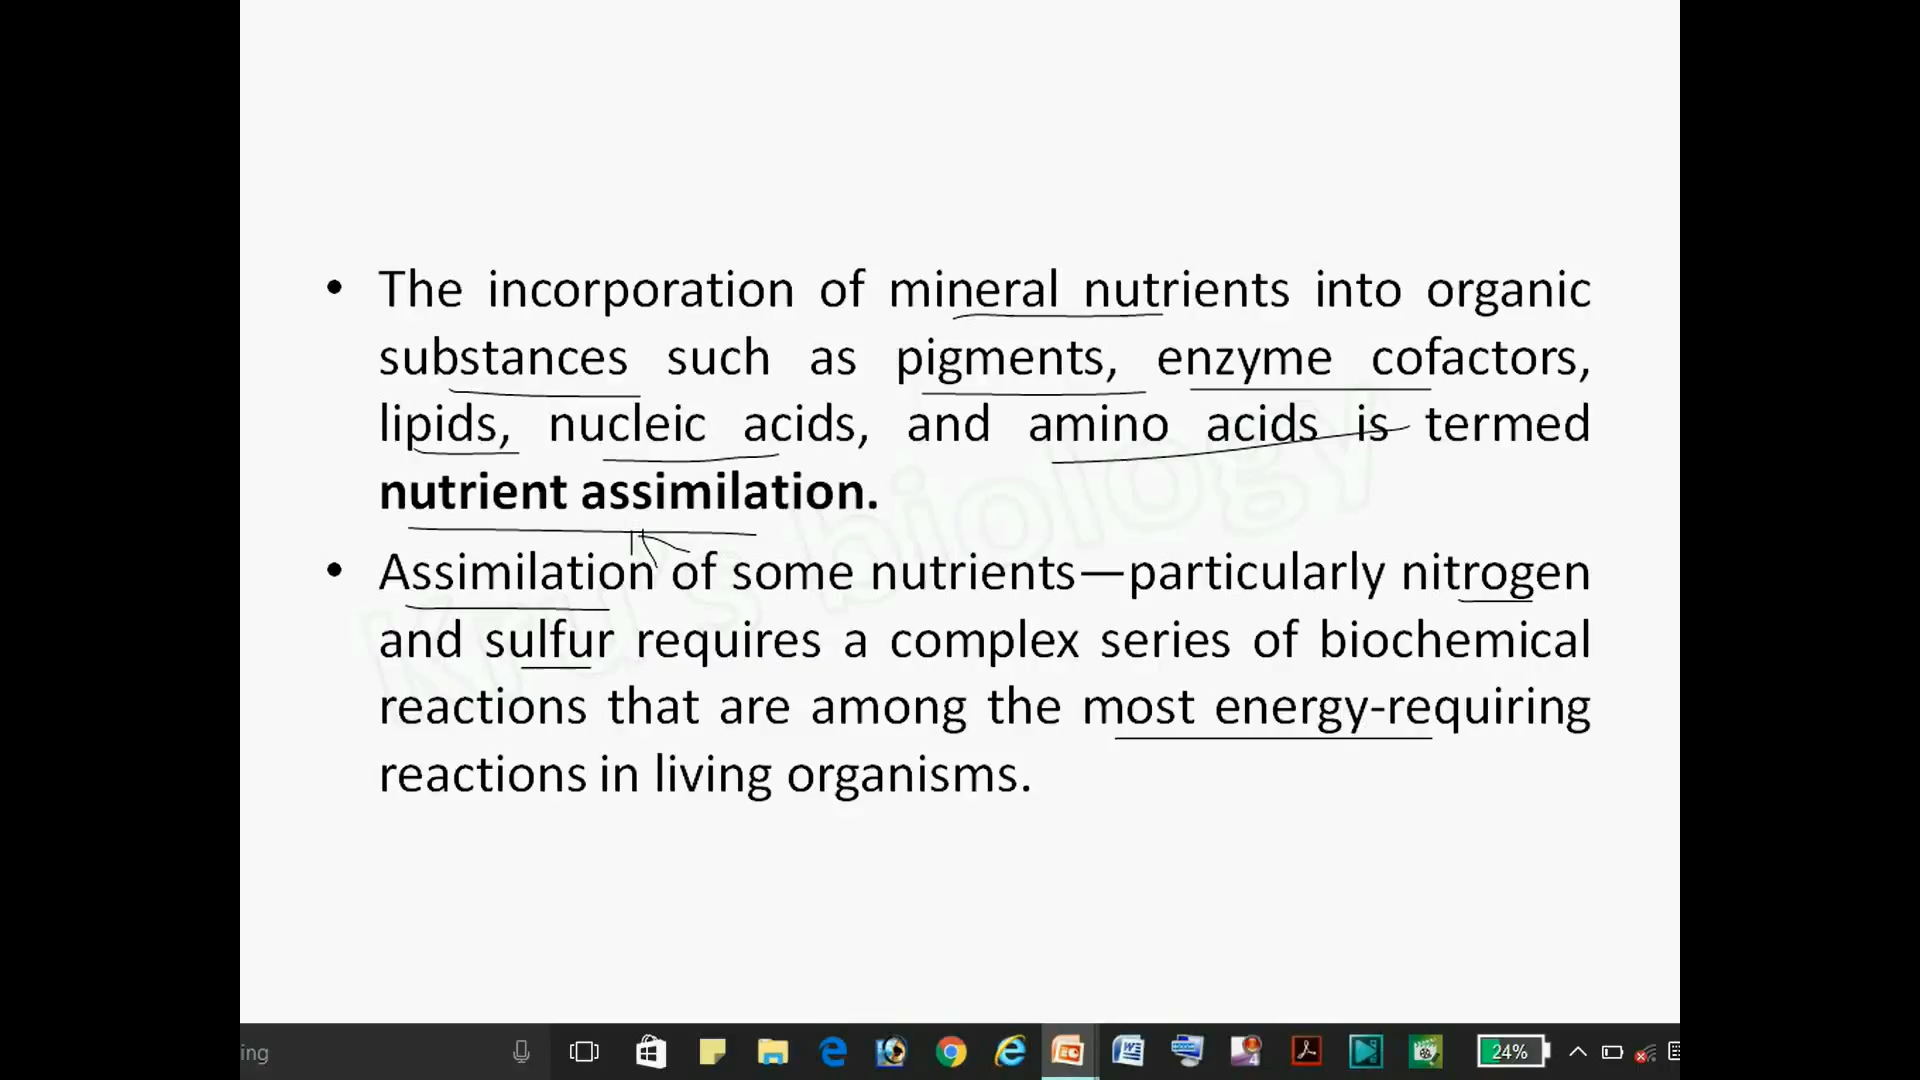 • The incorporation of mineral nutrients into organic
substances such as pigments, enzyme cofactors,
lipids, nucleic acids, and amino acids is termed
nutrient assimilation.
• Assimilation of some nutrients—particularly nitrogen
and sulfur requires a complex series of biochemical
reactions that are among the most energy-requiring
reactions in living organisms.
Kru's biology
ing
24%